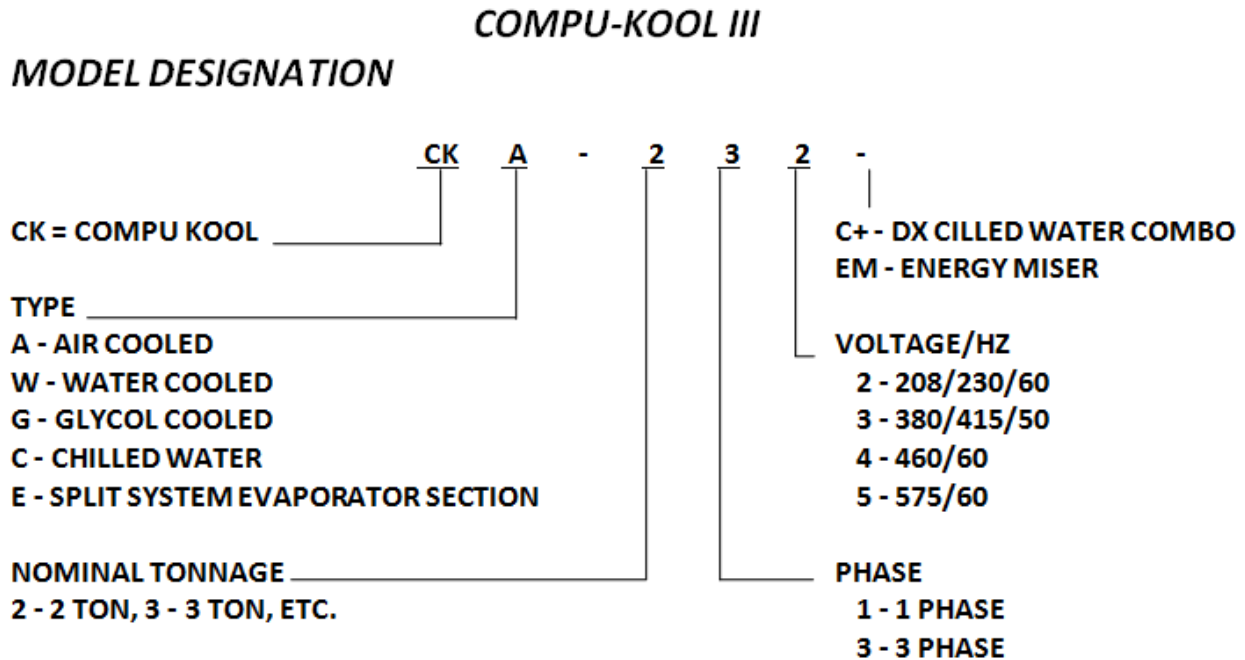 COMPU-KOOL III
MODEL DESIGNATION
CK A - 2 3 2 -
CK = COMPU KOOL
C+ - DX CILLED WATER COMBO
EM - ENERGY MISER
TYPE
A - AIR COOLED
W - WATER COOLED
G - GLYCOL COOLED
C - CHILLED WATER
E - SPLIT SYSTEM EVAPORATOR SECTION
VOLTAGE/HZ
2 - 208/230/60
3 - 380/415/50
4 - 460/60
5 - 575/60
NOMINAL TONNAGE
2 - 2 TON, 3 - 3 TON, ETC.
PHASE
1 - 1 PHASE
3 - 3 PHASE